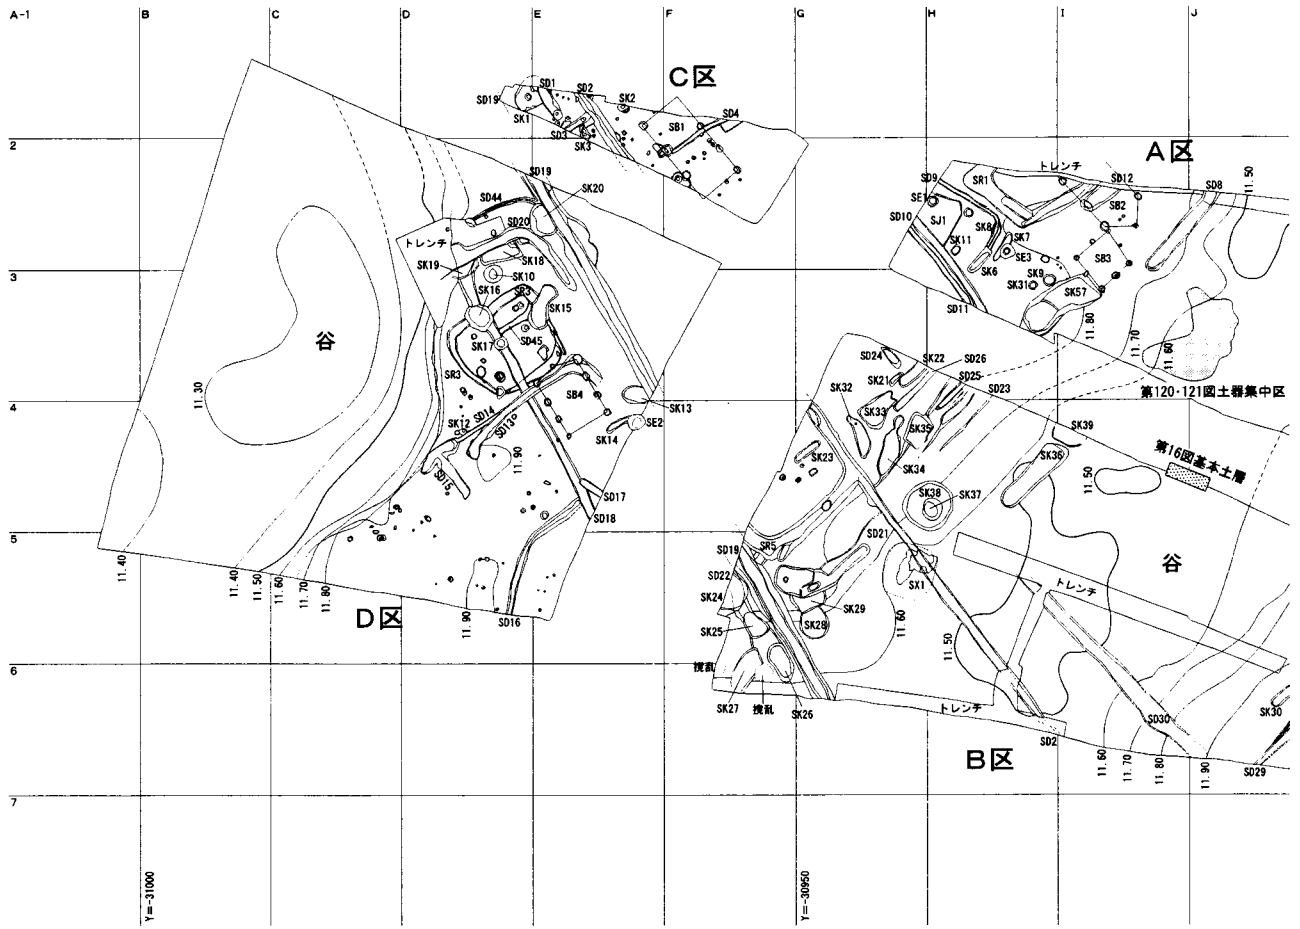 A-1
B
C
D
E
F
G
H
I
J
2
3
4
5
6
7
C区
SD1
SD2
SK2
SD19
SK1
SD3
SK3
SB1
SD4
A区
トレンチ
SD12
SD9
SR1
SD8
11.50
SE1
SB2
SD10
SJ1
SK8
SK7
SK11
SE3
SB3
SK6
SK9
SK31
SK57
SD11
11.80
11.70
11.60
第120・121図土器集中区
SD19
SK20
SD44
SD20
トレンチ
SK18
SK19
SK10
SK16
SR3
SK15
SK17
SD45
SR3
SB4
SK13
SD14
SK12
SD13
SK14
SE2
11.90
SD15
SD17
SD18
谷
11.30
11.40
11.40
11.50
11.60
11.70
11.80
D区
11.90
SD16
SD24
SK22
SD26
SK21
SD25
SD23
SK32
SK33
SK35
SK39
SK23
SK34
SK36
第16図基本土層
11.50
SK38
SK37
SD21
SR5
SD19
SD22
SX1
谷
SK24
トレンチ
SK29
SK25
SK28
11.60
11.50
撹乱
SK27
撹乱
SK26
トレンチ
SD2
SD30
SK30
B区
11.60
11.70
11.80
11.90
SD29
Y=-31000
Y=-30950